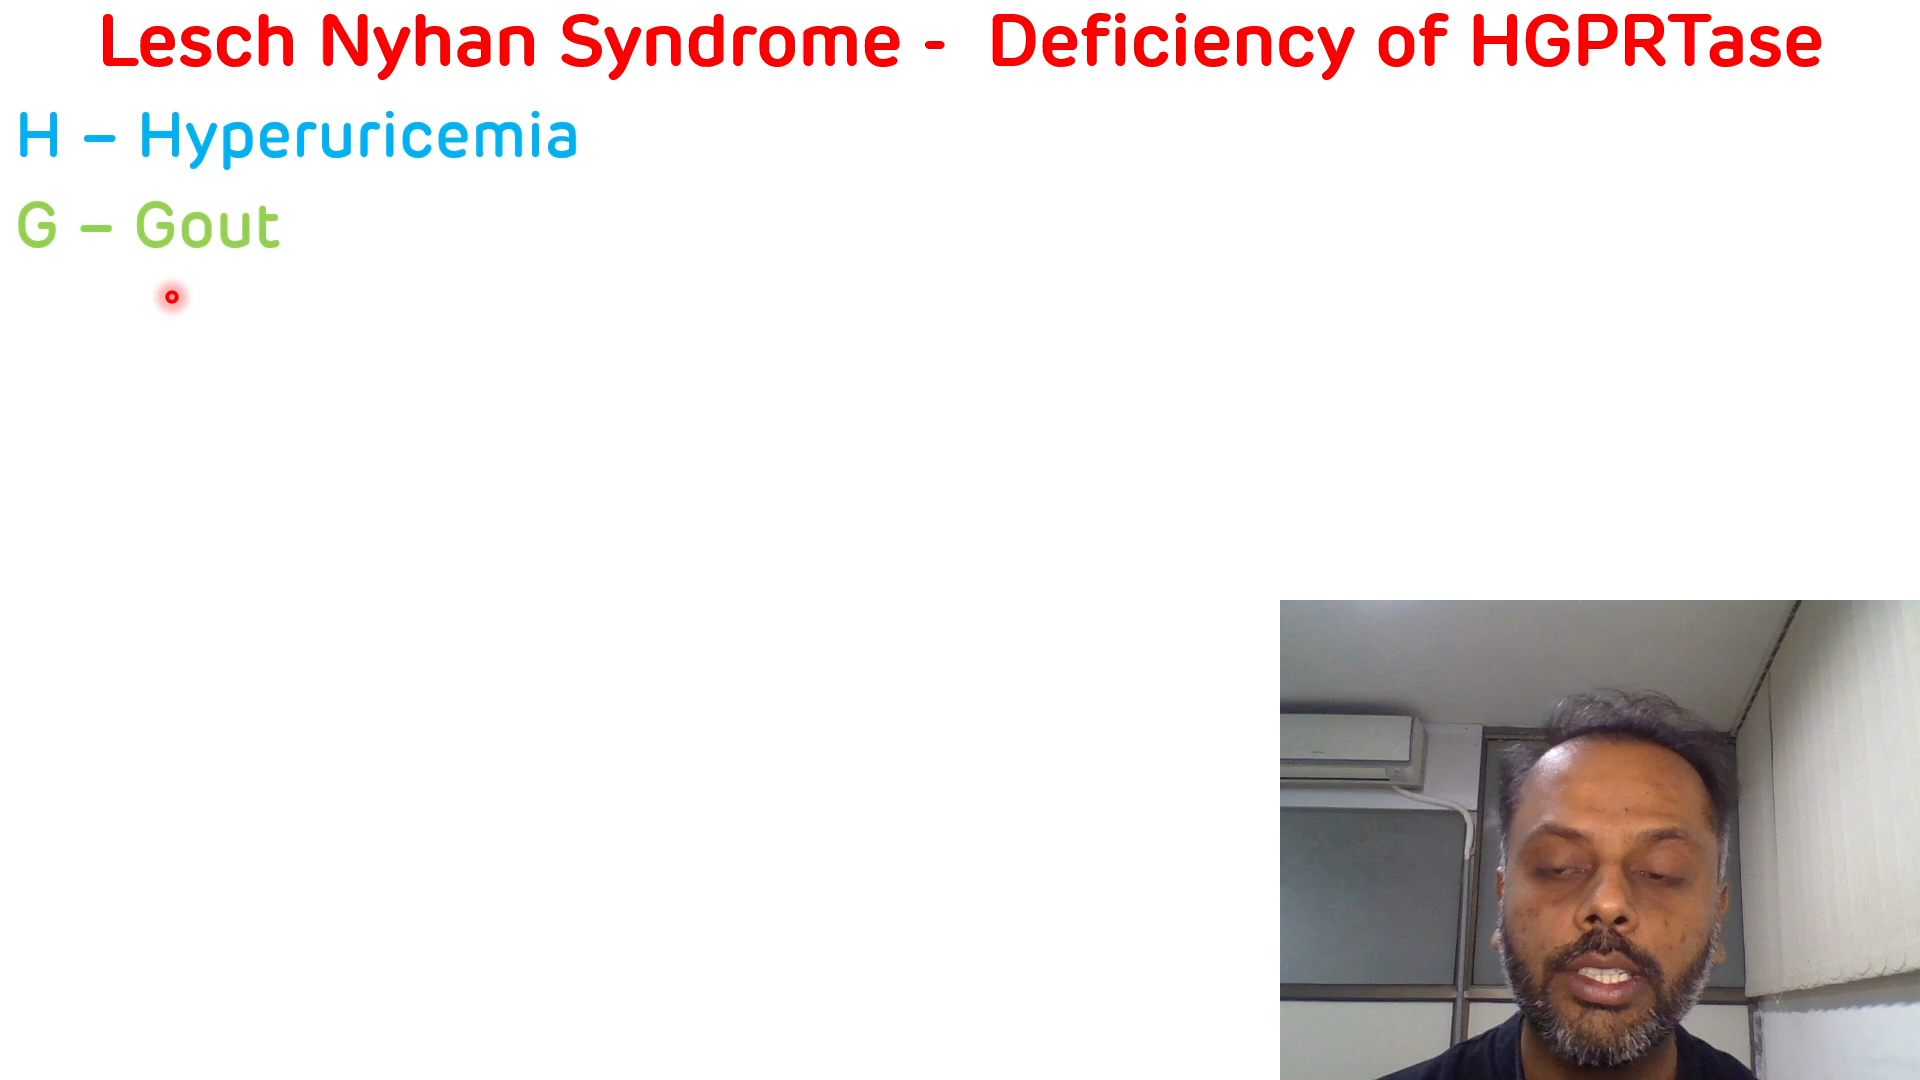 Lesch Nyhan Syndrome - Deficiency of HGPRTase
H – Hyperuricemia
G – Gout